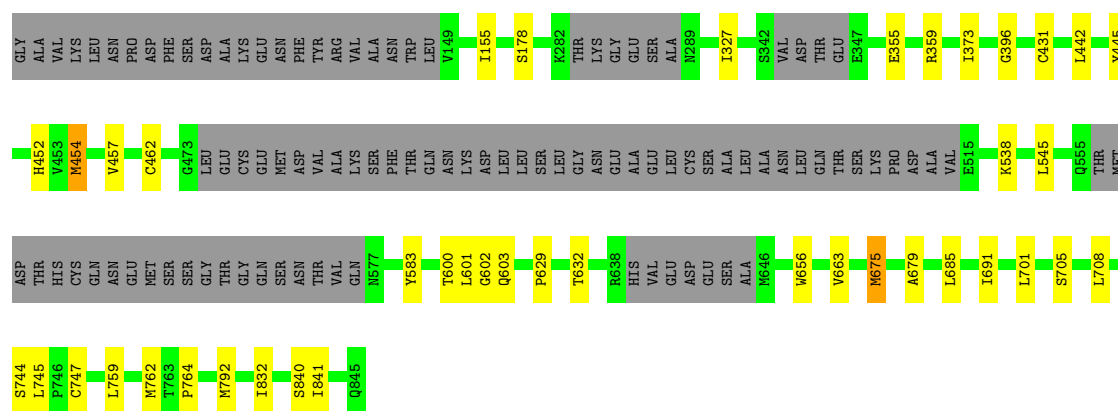 GLY ALA VAL LYS LEU ASN PRO ASP PHE SER ASP ALA LYS GLU ASN PHE TYR ARG VAL ALA ASN TRP LEU V149 I155 S178 K282 THR LYS GLY GLU SER ALA N289 I327 S342 VAL ASP THR GLU E347 E355 R359 I373 G396 C431 L442 Y445
H452 V453 M454 V457 C462 G473 LEU GLU CYS GLU MET ASP VAL ALA LYS SER PHE THR GLN ASN LYS ASP LEU LEU SER LEU GLY ASN GLU ALA GLU LEU CYS SER ALA LEU ALA ASN LEU GLN THR SER LYS PRO ASP ALA VAL E515 K538 L545 Q555 THR MET
ASP THR HIS CYS GLN ASN GLU MET SER SER GLY THR GLY GLN SER ASN THR VAL GLN N577 Y583 T600 L601 G602 Q603 P629 T632 R638 HIS VAL GLU ASP GLU SER ALA M646 W656 V663 M675 A679 L685 I691 L701 S705 L708
S744 L745 P746 C747 L759 M762 T763 P764 M792 I832 S840 I841 Q845